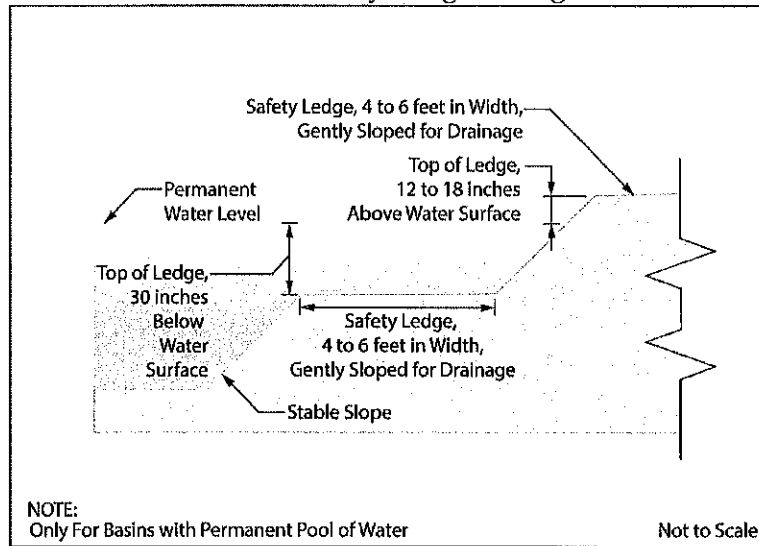 Safety Ledge, 4 to 6 feet in Width,
Gently Sloped for Drainage
Top of Ledge,
12 to 18 inches
Above Water Surface
Permanent
Water Level
Top of Ledge,
30 inches
Below
Water
Surface
Safety Ledge,
4 to 6 feet in Width,
Gently Sloped for Drainage
Stable Slope
NOTE:
Only For Basins with Permanent Pool of Water
Not to Scale